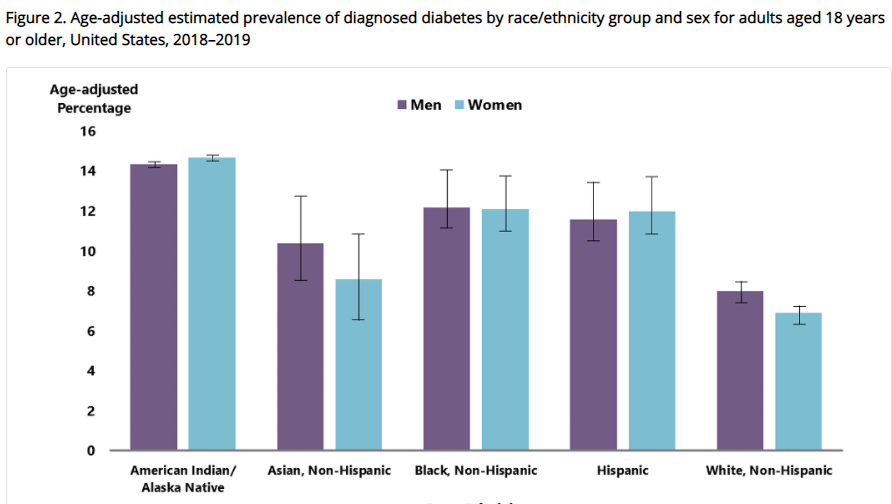 Figure 2. Age-adjusted estimated prevalence of diagnosed diabetes by race/ethnicity group and sex for adults aged 18 years
or older, United States, 2018–2019
Age-adjusted
Percentage
Men Women
16
14
12
10
8
6
4
2
0
American Indian/
Alaska Native
Asian, Non-Hispanic
Black, Non-Hispanic
Hispanic
White, Non-Hispanic